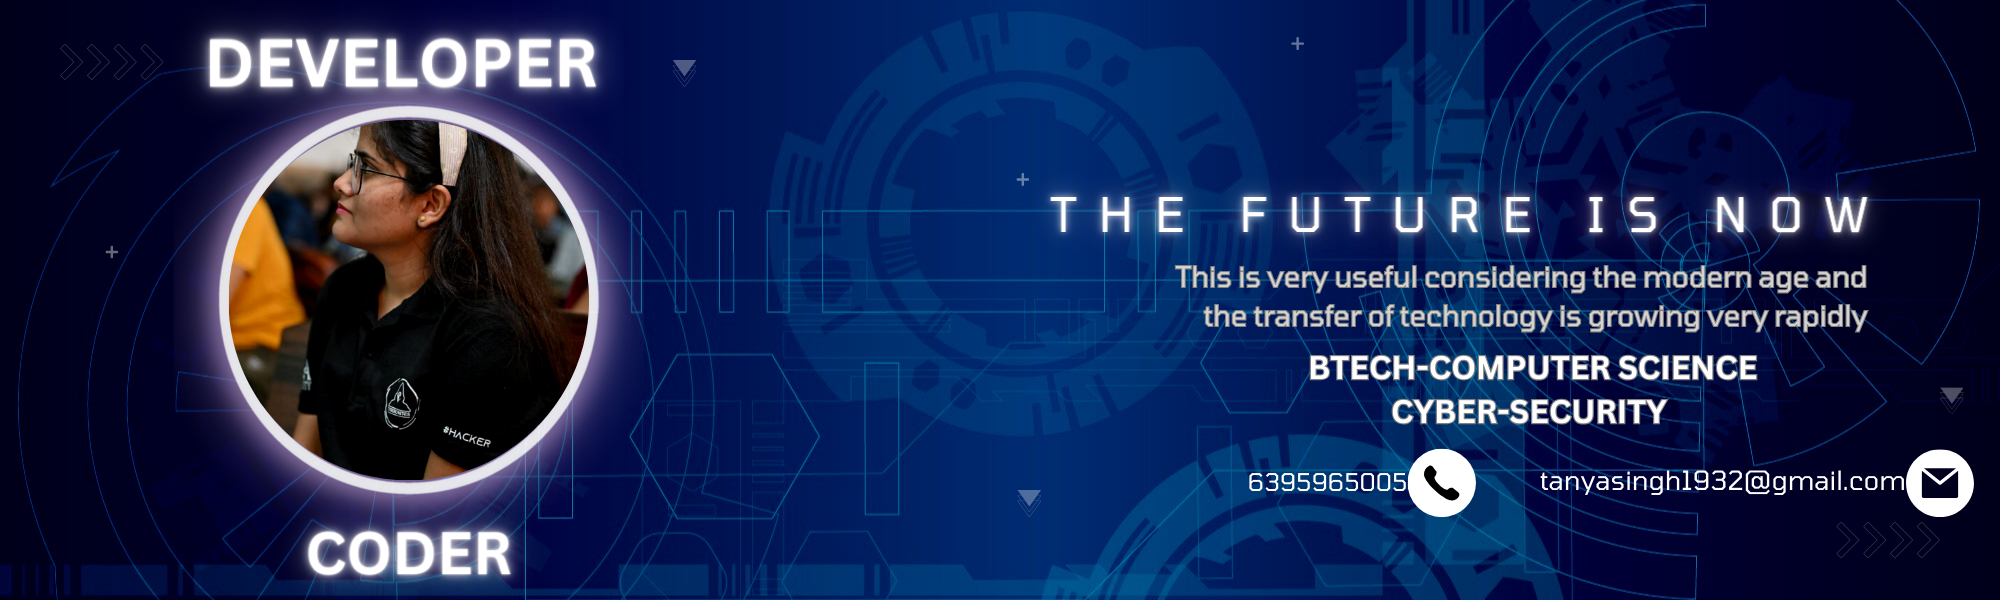 DEVELOPER
#HACKER
CODER
THE FUTURE IS NOW
This is very useful considering the modern age and
the transfer of technology is growing very rapidly
BTECH-COMPUTER SCIENCE
CYBER-SECURITY
6395965005
tanyasingh1932@gmail.com